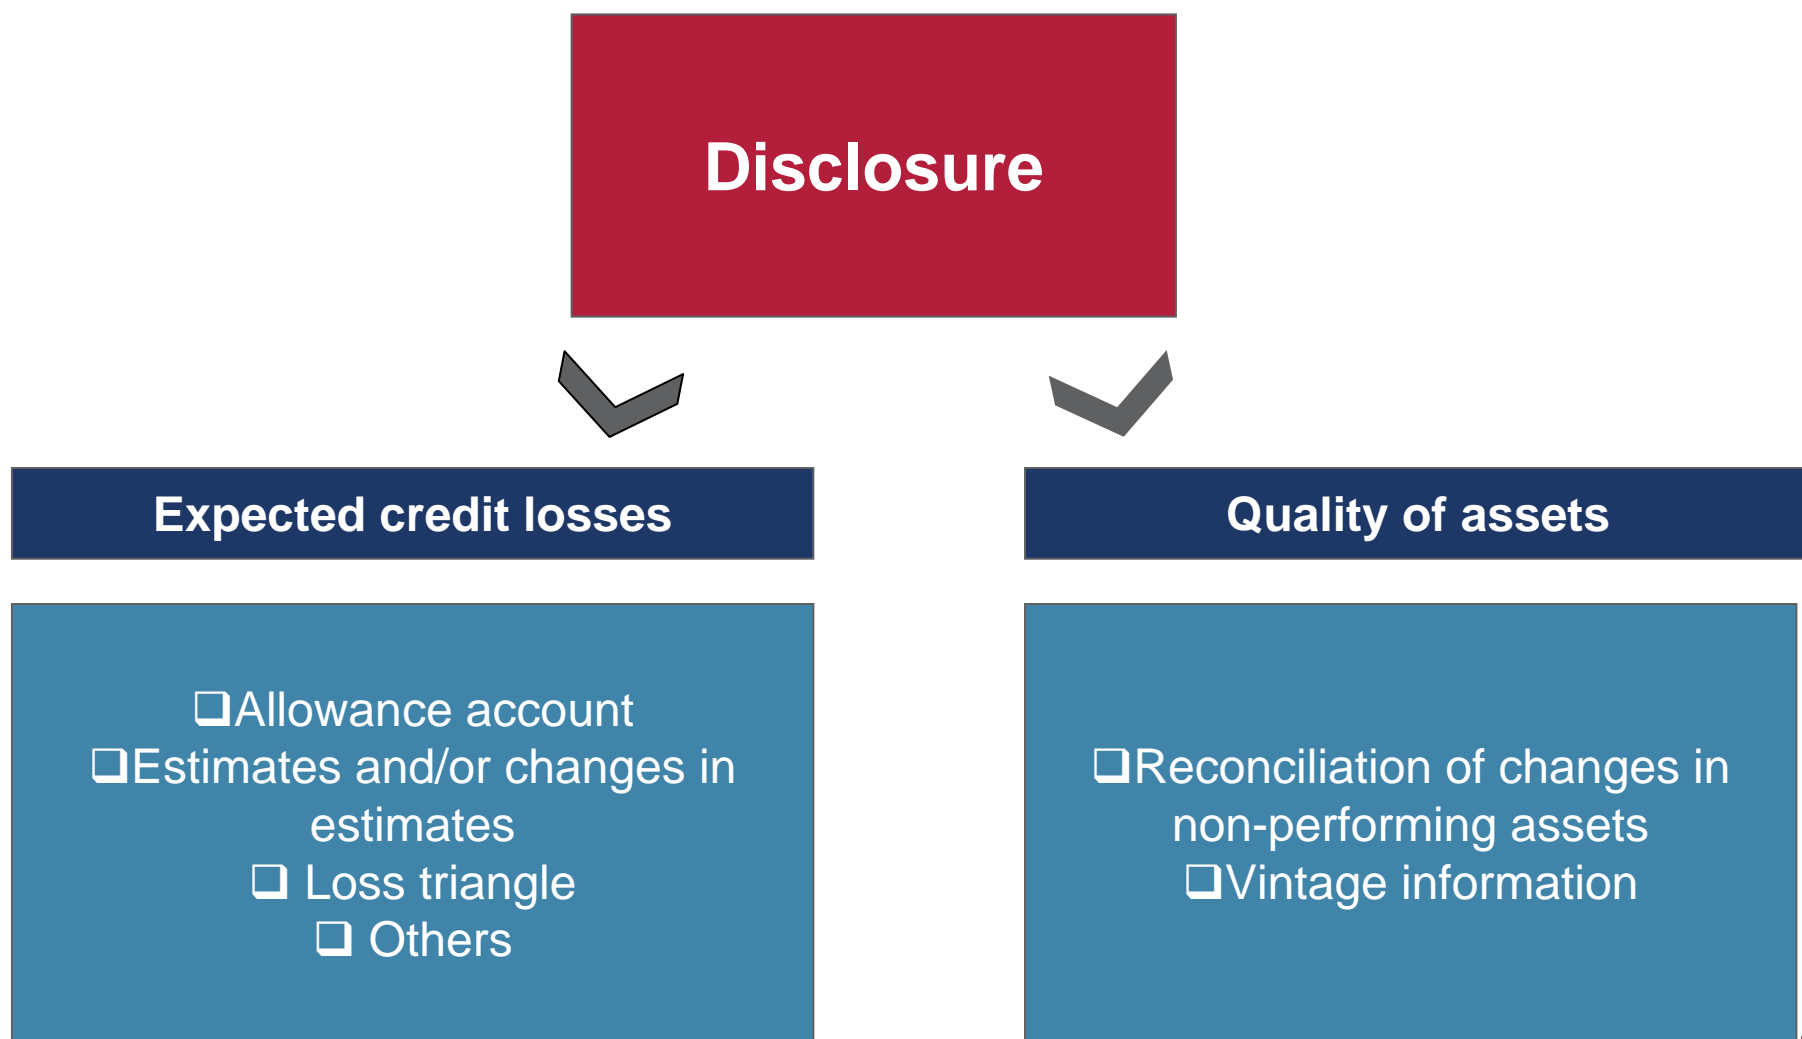 Disclosure
Expected credit losses
Quality of assets
❑Allowance account
❑Estimates and/or changes in
estimates
❑ Loss triangle
❑ Others
❑Reconciliation of changes in
non-performing assets
❑Vintage information